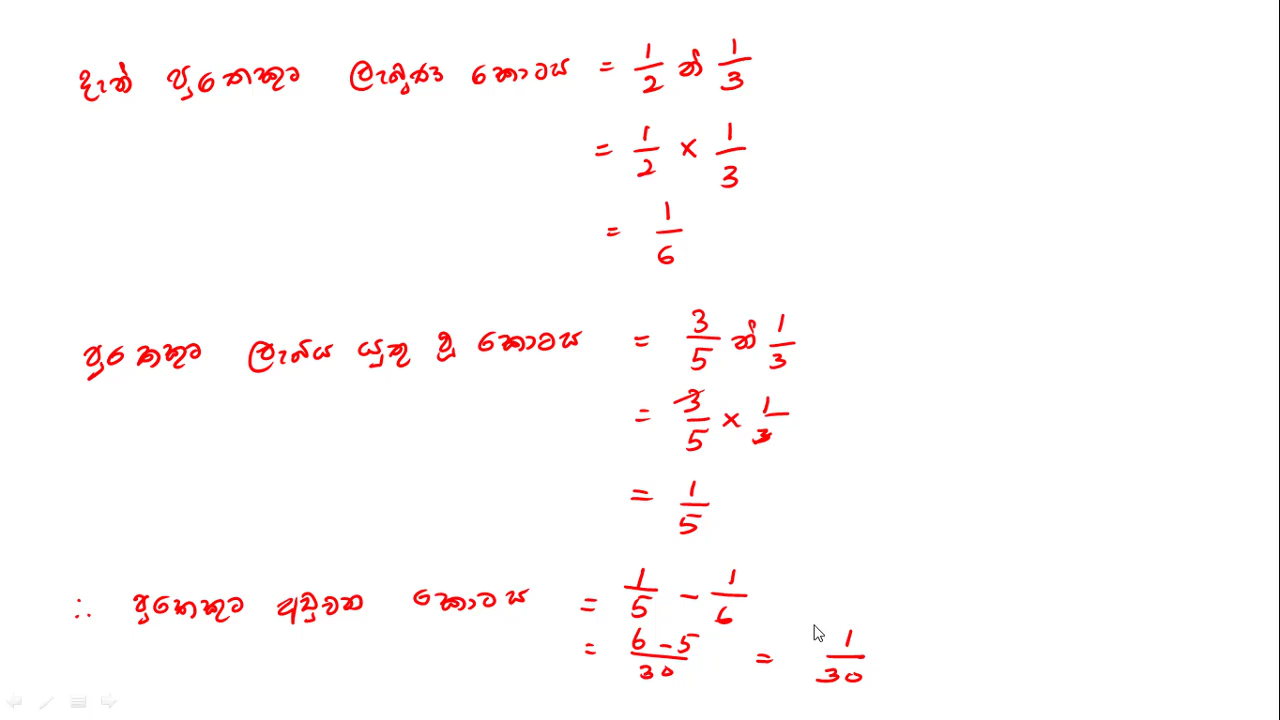 දැන් පුතෙකුට ලැබුණ කොටස = 1/2 න් 1/3
= 1/2 × 1/3
= 1/6
පුතෙකුට ලැබිය යුතු වූ කොටස = 3/5 න් 1/3
= 3/5 × 1/3
= 1/5
∴ පුතෙකුට අඩුවන කොටස = 1/5 - 1/6
= 6-5/30 = 1/30